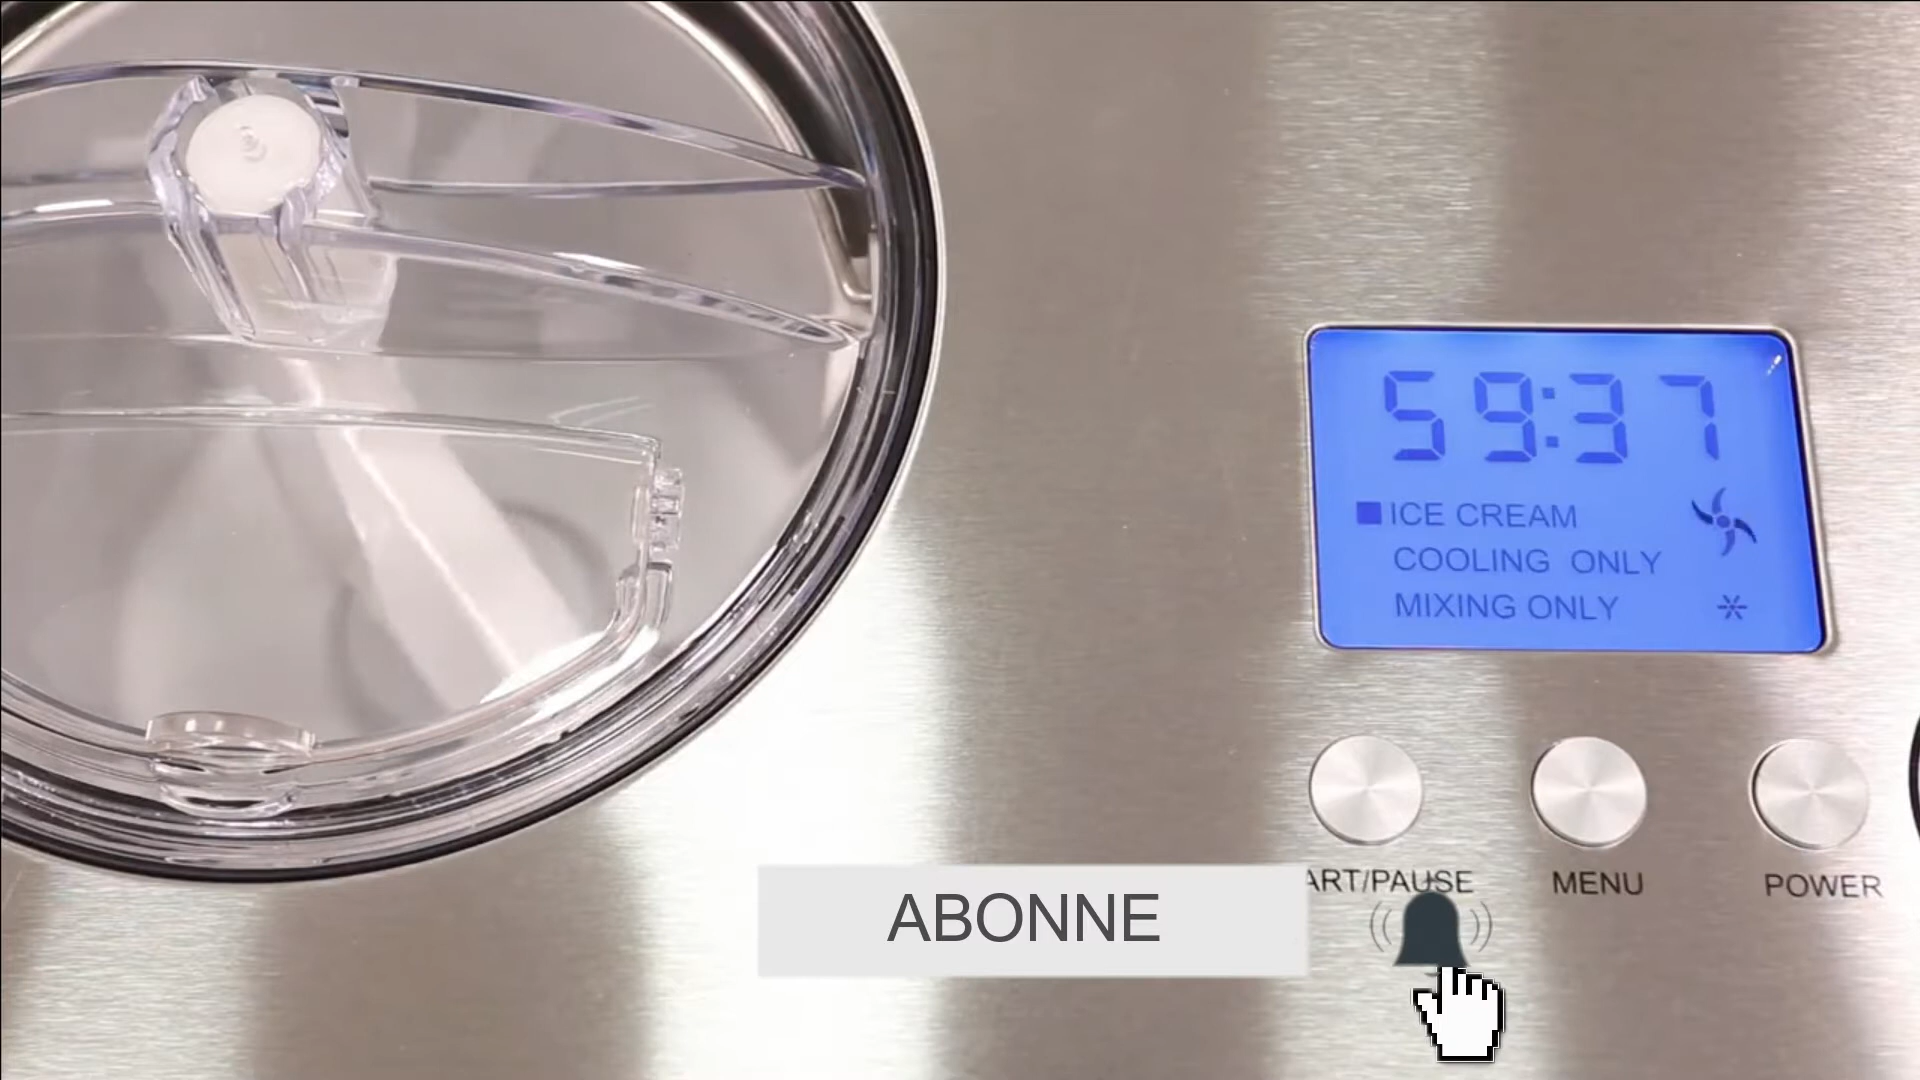 59:37
ICE CREAM
COOLING ONLY
MIXING ONLY
ART/PAUSE
MENU
POWER
ABONNE